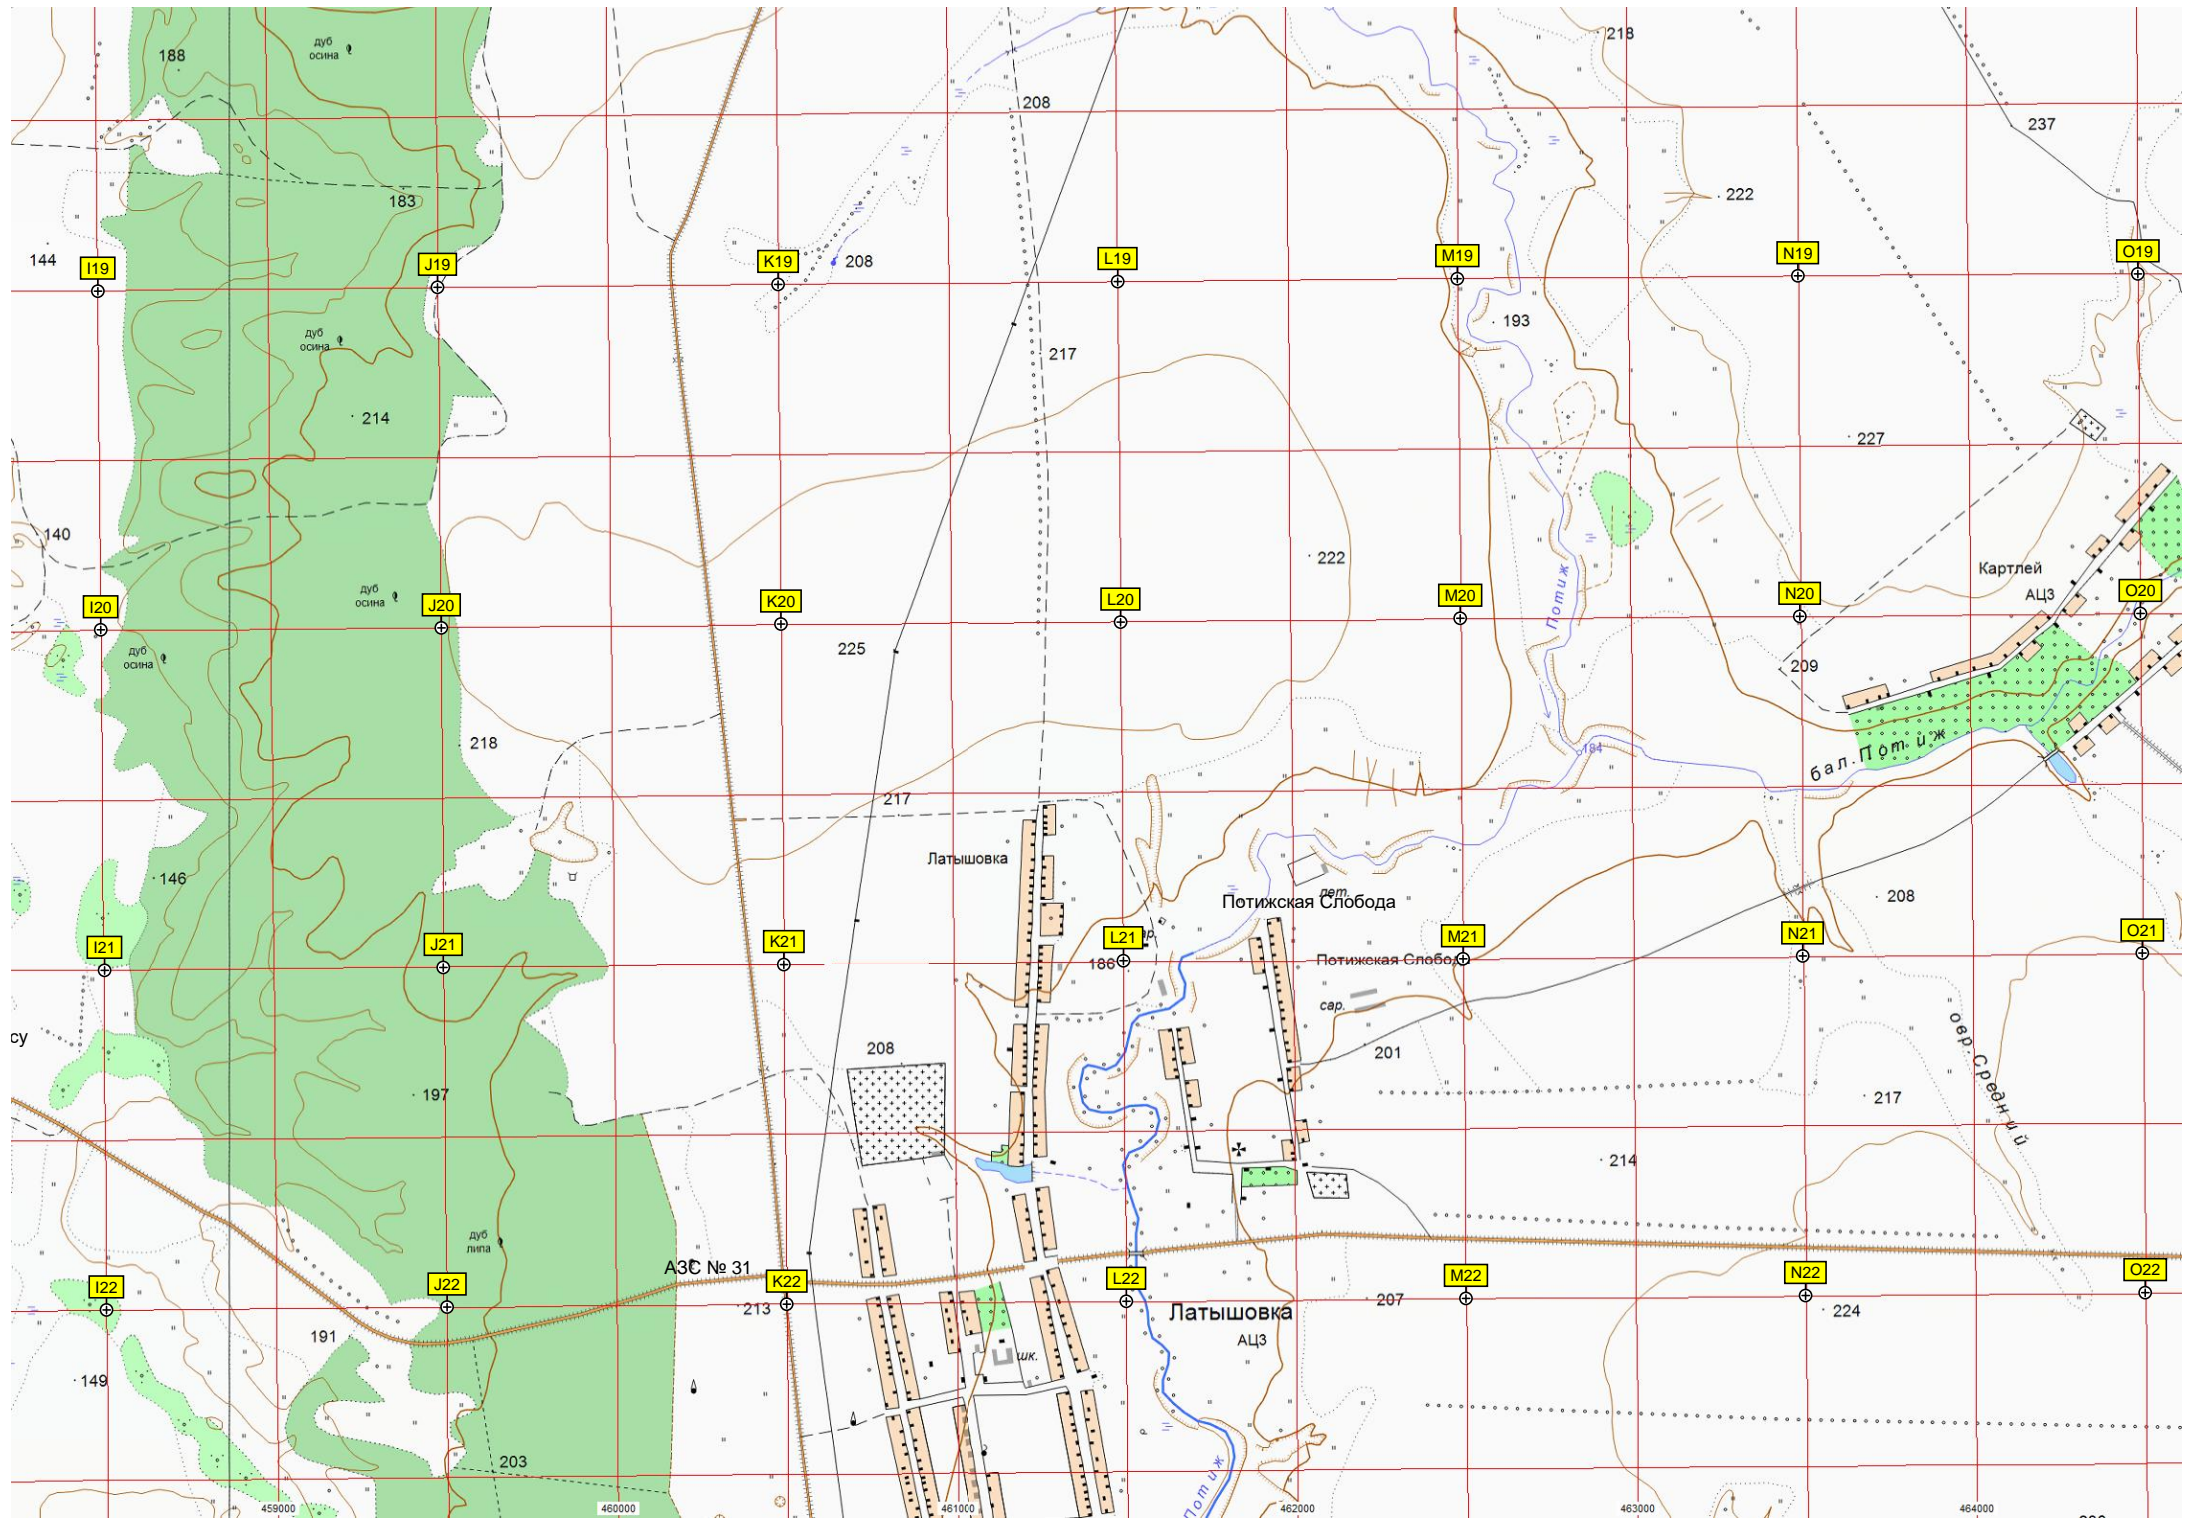 188
дуб
осина
218
208
237
183
222
144
I19
J19
K19
208
L19
M19
N19
O19
193
дуб
осина
217
214
227
140
222
Картлей
АЦЗ
дуб
осина
I20
J20
K20
L20
M20
N20
O20
Потиж
дуб
осина
225
209
218
184
бал. Потиж
217
Латышовка
146
лет.
Потижская Слобода
208
I21
J21
K21
L21
M21
N21
O21
186
Потижская Слобо
сар.
су
овр. Средний
208
201
197
217
214
дуб
липа
АЗС № 31
I22
J22
K22
L22
M22
N22
O22
213
207
224
Латышовка
АЦЗ
191
шк.
149
203
Потиж
459000
460000
461000
462000
463000
464000